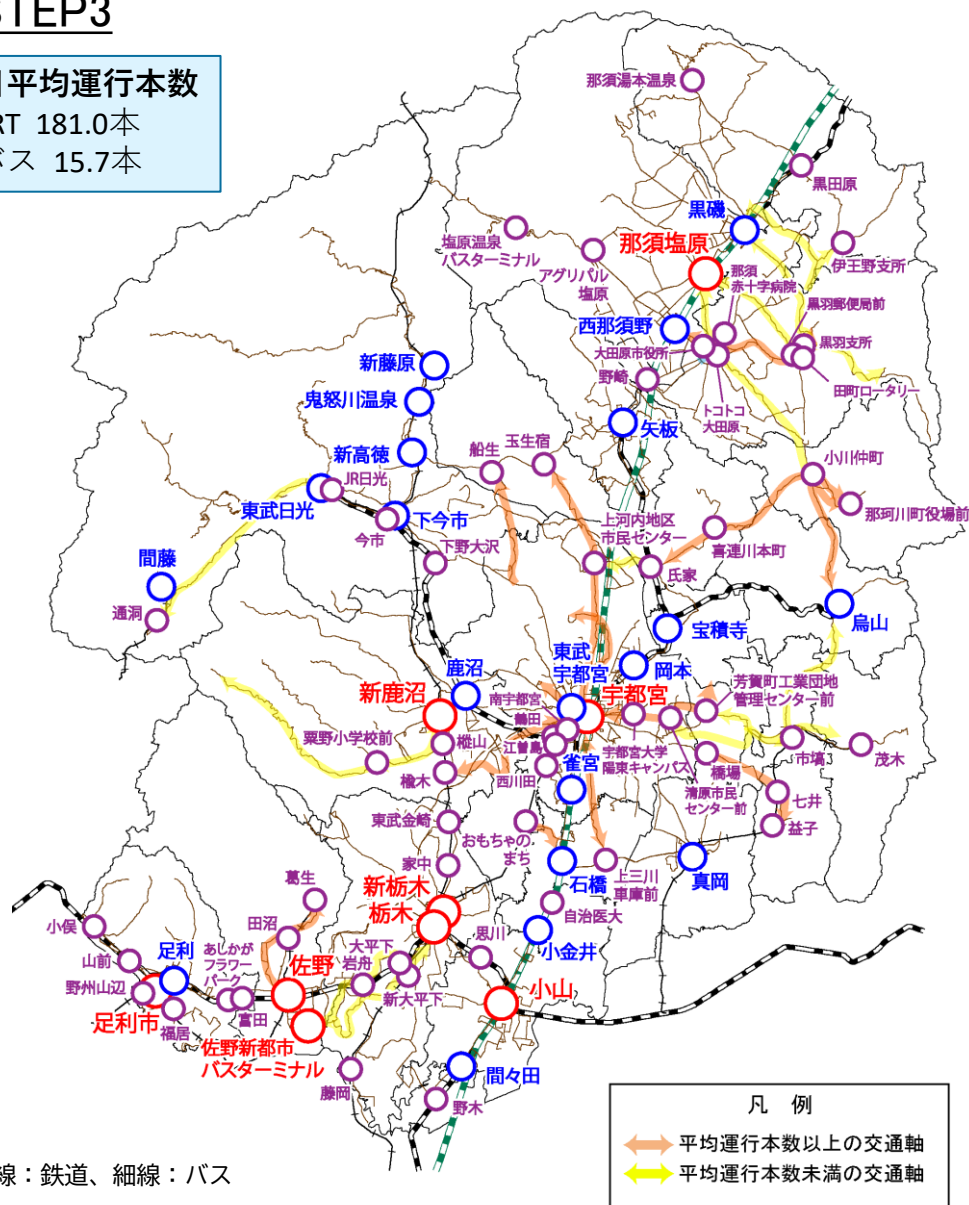 STEP3
日平均運行本数
RT 181.0本
バス 15.7本
那須湯本温泉
黒田原
黒磯
塩原温泉
バスターミナル
アグリパル
塩原
那須塩原
伊王野支所
那須
赤十字病院
黒羽郵便局前
西那須野
大田原市役所
黒羽支所
田町ロータリー
野崎
トコトコ
大田原
新藤原
鬼怒川温泉
矢板
新高徳
船生
玉生宿
小川仲町
JR日光
東武日光
那珂川町役場前
下今市
今市
上河内地区
市民センター
喜連川本町
下野大沢
氏家
間藤
通洞
烏山
宝積寺
東武
宇都宮
岡本
鹿沼
新鹿沼
南宇都宮
宇都宮
芳賀町工業団地
管理センター前
鶴田
粟野小学校前
樅山
江曽島
宇都宮大学
陽東キャンパス
市塙
茂木
楡木
西川田
雀宮
清原市民
センター前
橋場
七井
東武金崎
おもちゃの
まち
益子
家中
石橋
上三川
車庫前
真岡
葛生
新栃木
栃木
自治医大
小俣
田沼
思川
小金井
山前
足利
あしかが
フラワー
パーク
佐野
大平下
岩舟
野州山辺
新大平下
小山
足利市
福居
富田
佐野新都市
バスターミナル
藤岡
間々田
野木
凡 例
平均運行本数以上の交通軸
平均運行本数未満の交通軸
線：鉄道、細線：バス